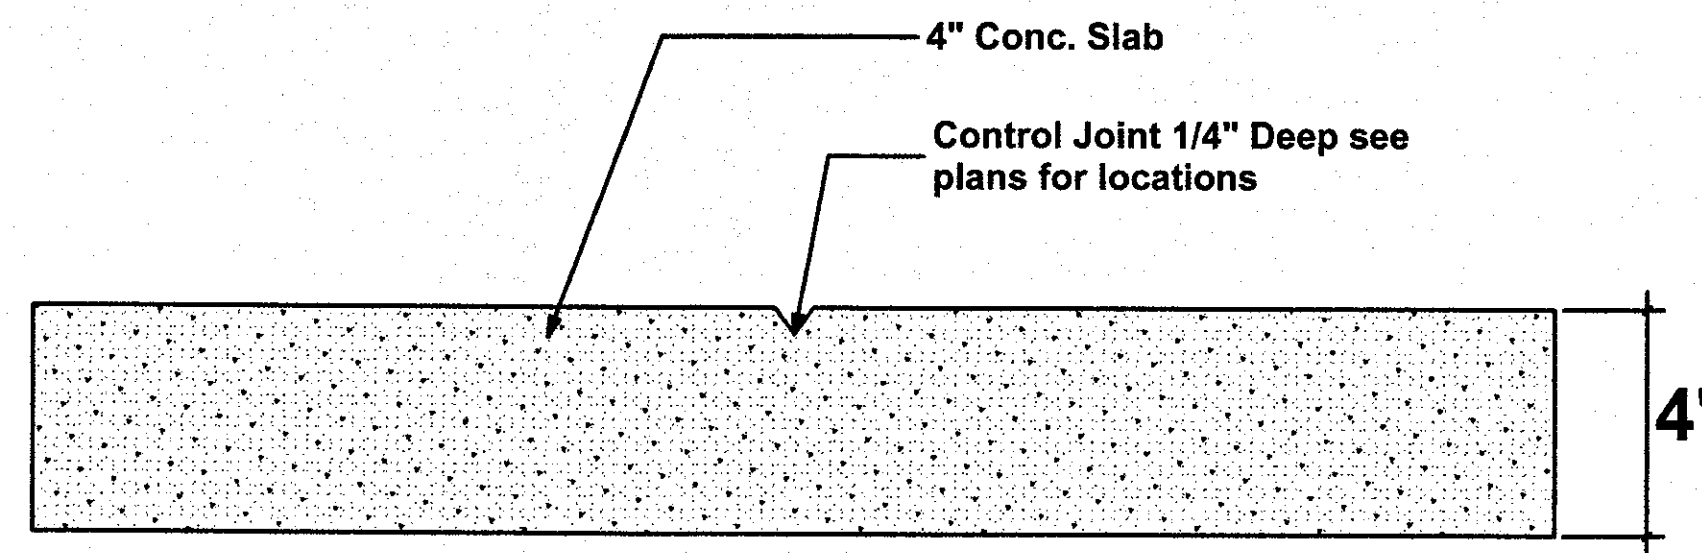 4" Conc. Slab
Control Joint 1/4" Deep see
plans for locations
4"